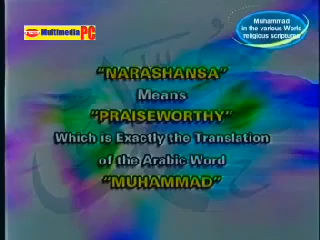 Multimedia PC
Muhammad
in the various World
religious scriptures
"NARASHANSA"
Means
"PRAISEWORTHY"
Which is Exactly the Translation
of the Arabic Word
"MUHAMMAD"